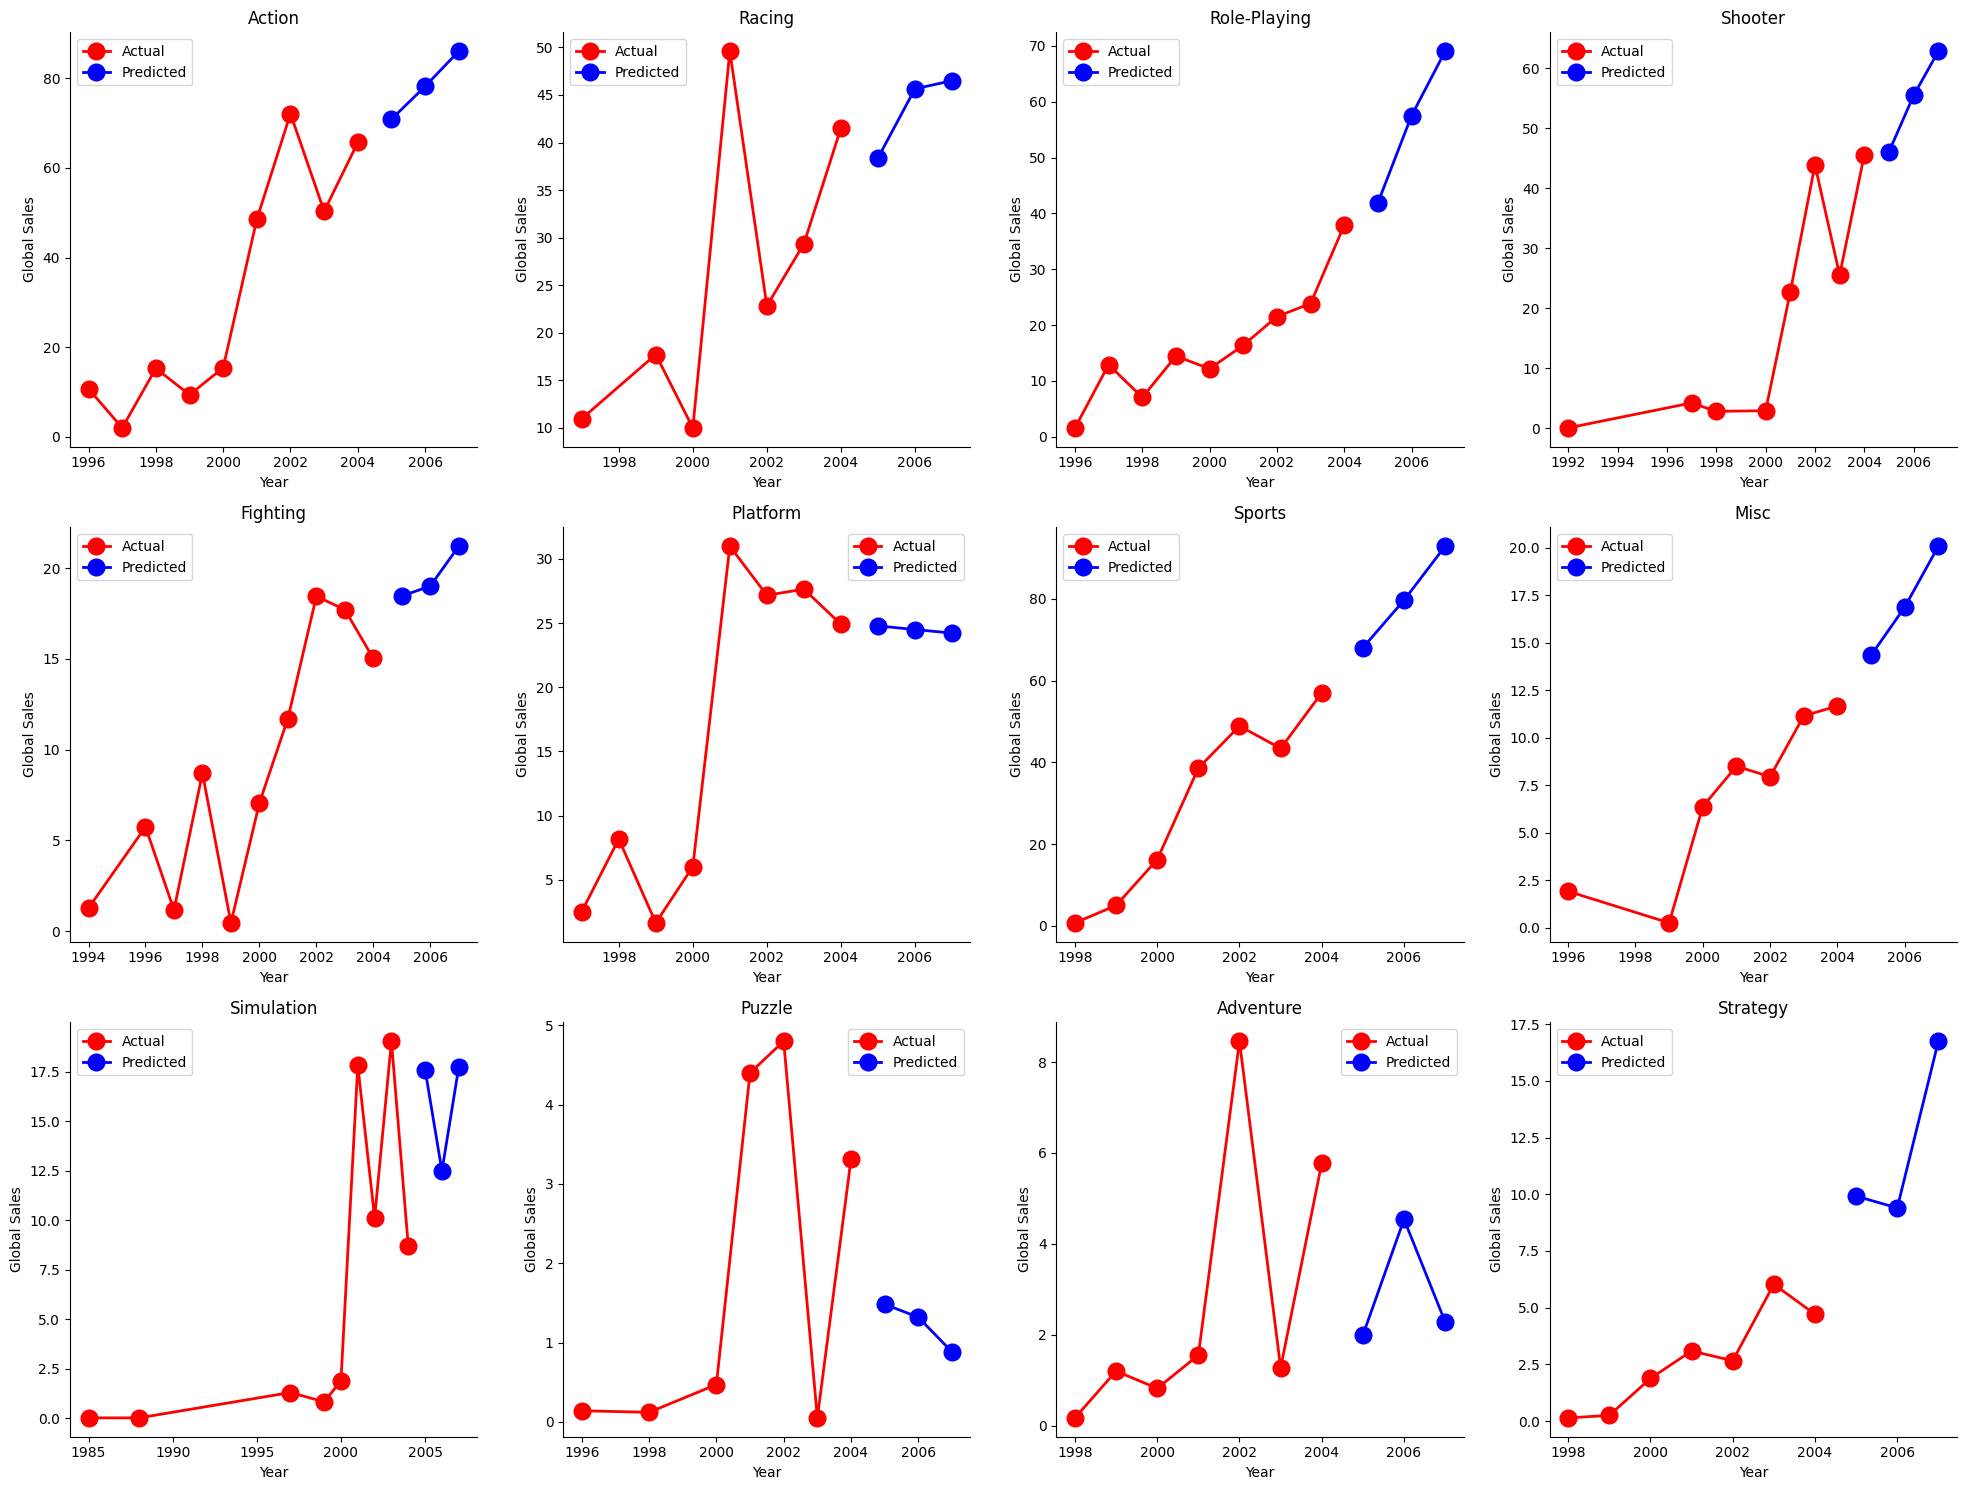 Action
Actual
Predicted
Global Sales
80
60
40
20
0
1996 1998 2000 2002 2004 2006
Year
Racing
Actual
Predicted
Global Sales
50
45
40
35
30
25
20
15
10
1998 2000 2002 2004 2006
Year
Role-Playing
Actual
Predicted
Global Sales
70
60
50
40
30
20
10
0
1996 1998 2000 2002 2004 2006
Year
Shooter
Actual
Predicted
Global Sales
60
50
40
30
20
10
0
1992 1994 1996 1998 2000 2002 2004 2006
Year
Fighting
Actual
Predicted
Global Sales
20
15
10
5
0
1994 1996 1998 2000 2002 2004 2006
Year
Platform
Actual
Predicted
Global Sales
30
25
20
15
10
5
1998 2000 2002 2004 2006
Year
Sports
Actual
Predicted
Global Sales
80
60
40
20
0
1998 2000 2002 2004 2006
Year
Misc
Actual
Predicted
Global Sales
20.0
17.5
15.0
12.5
10.0
7.5
5.0
2.5
0.0
1996 1998 2000 2002 2004 2006
Year
Simulation
Actual
Predicted
Global Sales
17.5
15.0
12.5
10.0
7.5
5.0
2.5
0.0
1985 1990 1995 2000 2005
Year
Puzzle
Actual
Predicted
Global Sales
5
4
3
2
1
0
1996 1998 2000 2002 2004 2006
Year
Adventure
Actual
Predicted
Global Sales
8
6
4
2
0
1998 2000 2002 2004 2006
Year
Strategy
Actual
Predicted
Global Sales
17.5
15.0
12.5
10.0
7.5
5.0
2.5
0.0
1998 2000 2002 2004 2006
Year